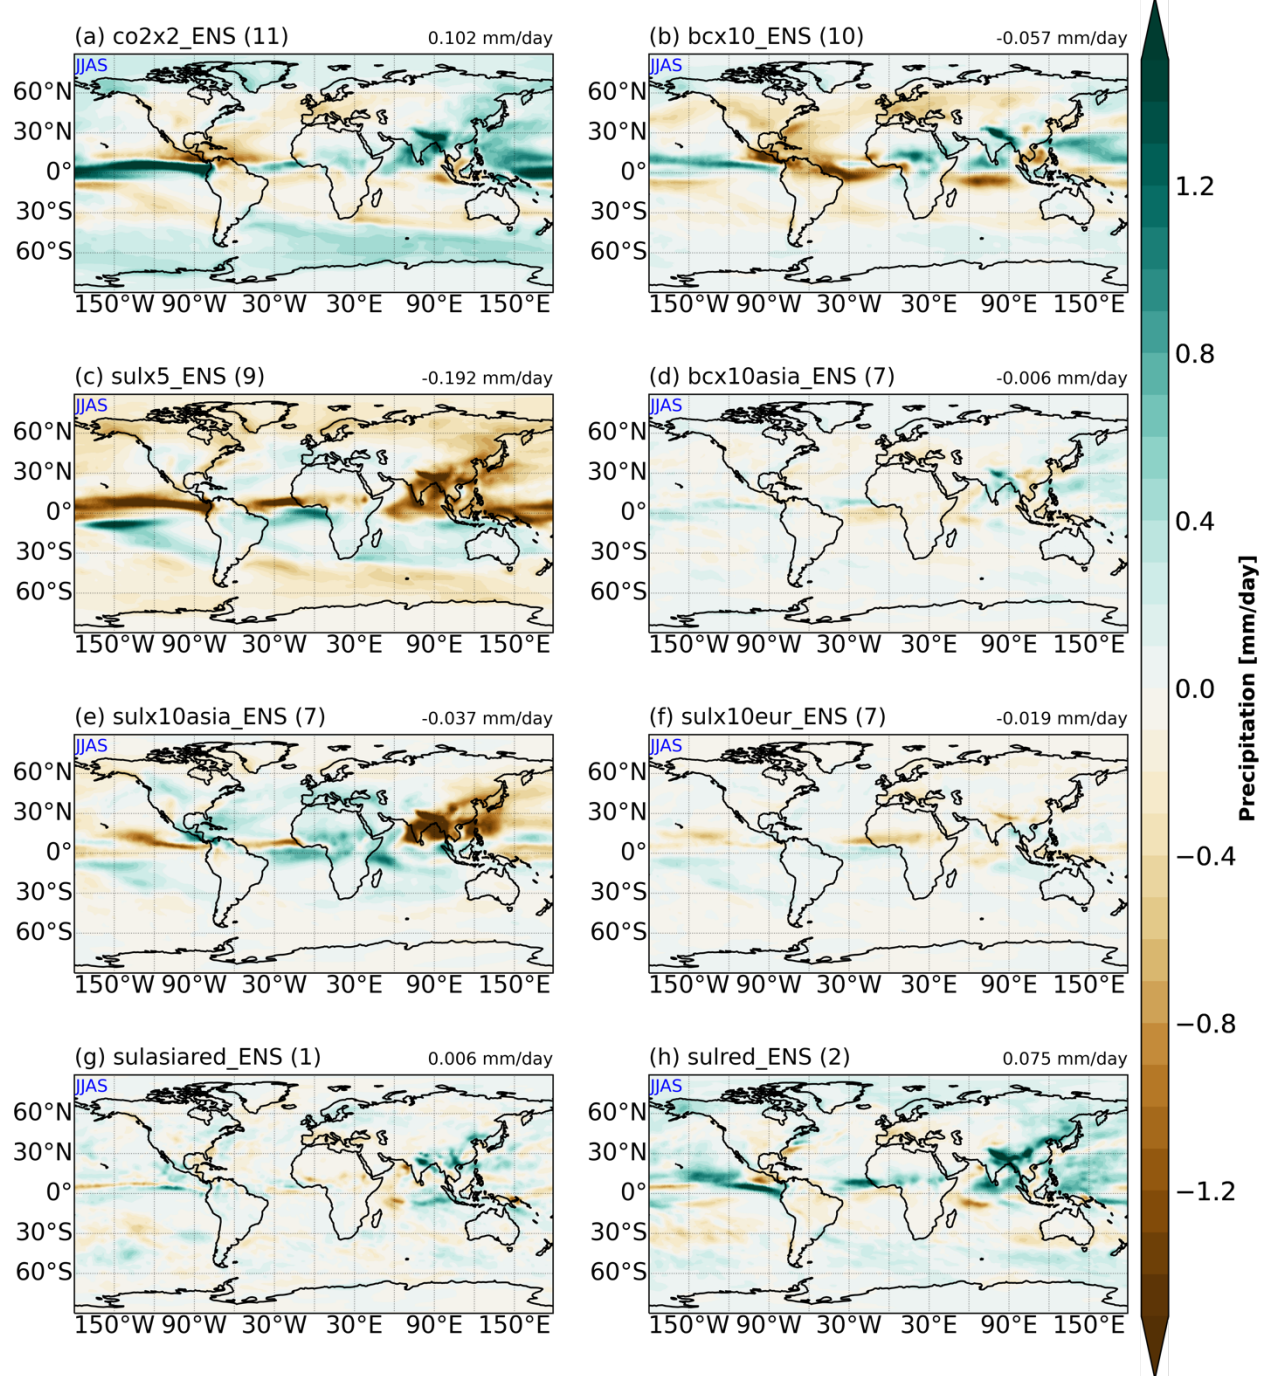 (a) co2x2_ENS (11) 0.102 mm/day
JJAS
60°N
30°N
0°
30°S
60°S
150°W 90°W 30°W 30°E 90°E 150°E
(b) bcx10_ENS (10) -0.057 mm/day
JJAS
60°N
30°N
0°
30°S
60°S
150°W 90°W 30°W 30°E 90°E 150°E
(c) sulx5_ENS (9) -0.192 mm/day
JJAS
60°N
30°N
0°
30°S
60°S
150°W 90°W 30°W 30°E 90°E 150°E
(d) bcx10asia_ENS (7) -0.006 mm/day
JJAS
60°N
30°N
0°
30°S
60°S
150°W 90°W 30°W 30°E 90°E 150°E
(e) sulx10asia_ENS (7) -0.037 mm/day
JJAS
60°N
30°N
0°
30°S
60°S
150°W 90°W 30°W 30°E 90°E 150°E
(f) sulx10eur_ENS (7) -0.019 mm/day
JJAS
60°N
30°N
0°
30°S
60°S
150°W 90°W 30°W 30°E 90°E 150°E
(g) sulasiared_ENS (1) 0.006 mm/day
JJAS
60°N
30°N
0°
30°S
60°S
150°W 90°W 30°W 30°E 90°E 150°E
(h) sulred_ENS (2) 0.075 mm/day
JJAS
60°N
30°N
0°
30°S
60°S
150°W 90°W 30°W 30°E 90°E 150°E
1.2
0.8
0.4
0.0
−0.4
−0.8
−1.2
Precipitation [mm/day]